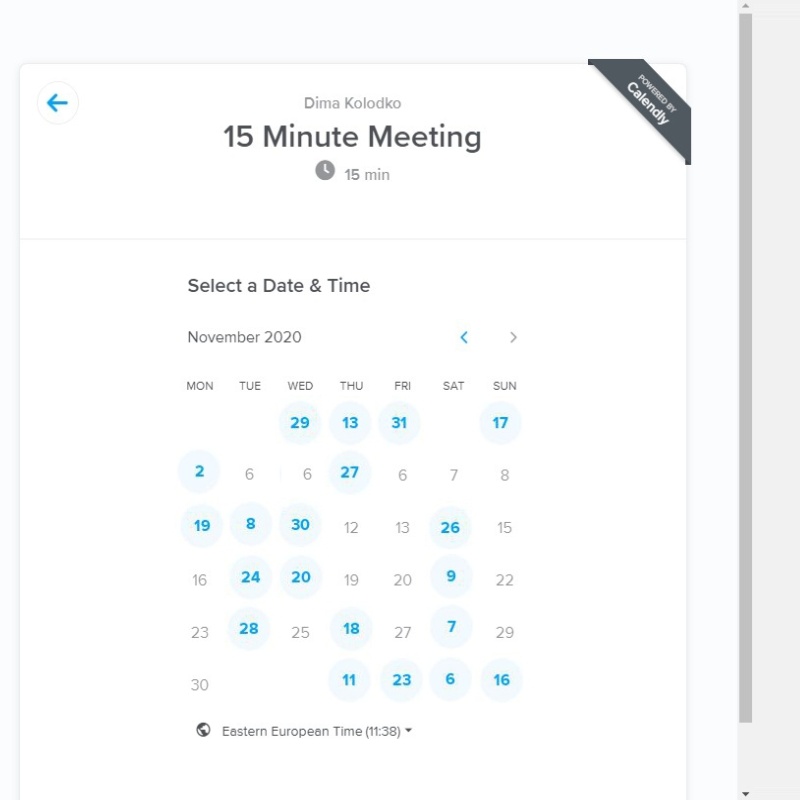 POWERED BY
Calendly
Dima Kolodko
15 Minute Meeting
15 min
Select a Date & Time
November 2020
MON TUE WED THU FRI SAT SUN
29 13 31 17
2 6 6 27 6 7 8
19 8 30 12 13 26 15
16 24 20 19 20 9 22
23 28 25 18 27 7 29
30 11 23 6 16
Eastern European Time (11:38)